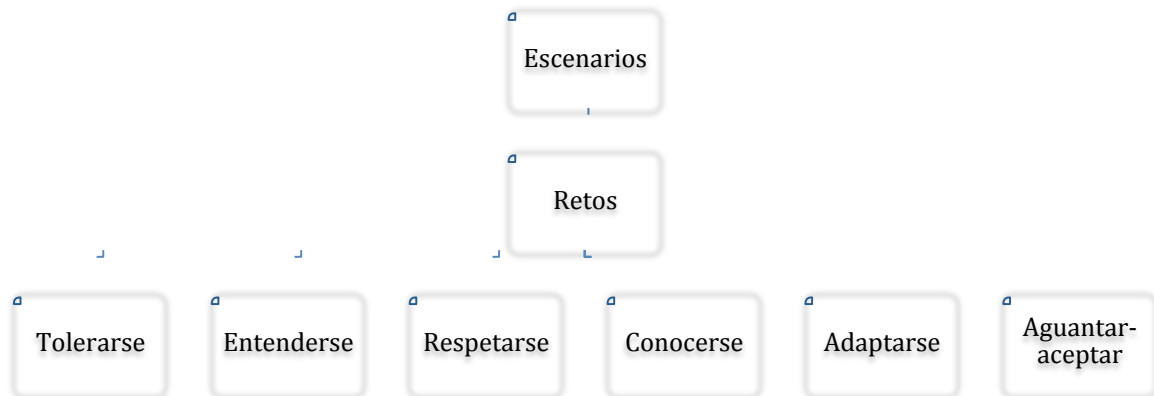 Escenarios
Retos
Tolerarse
Entenderse
Respetarse
Conocerse
Adaptarse
Aguantar-
aceptar